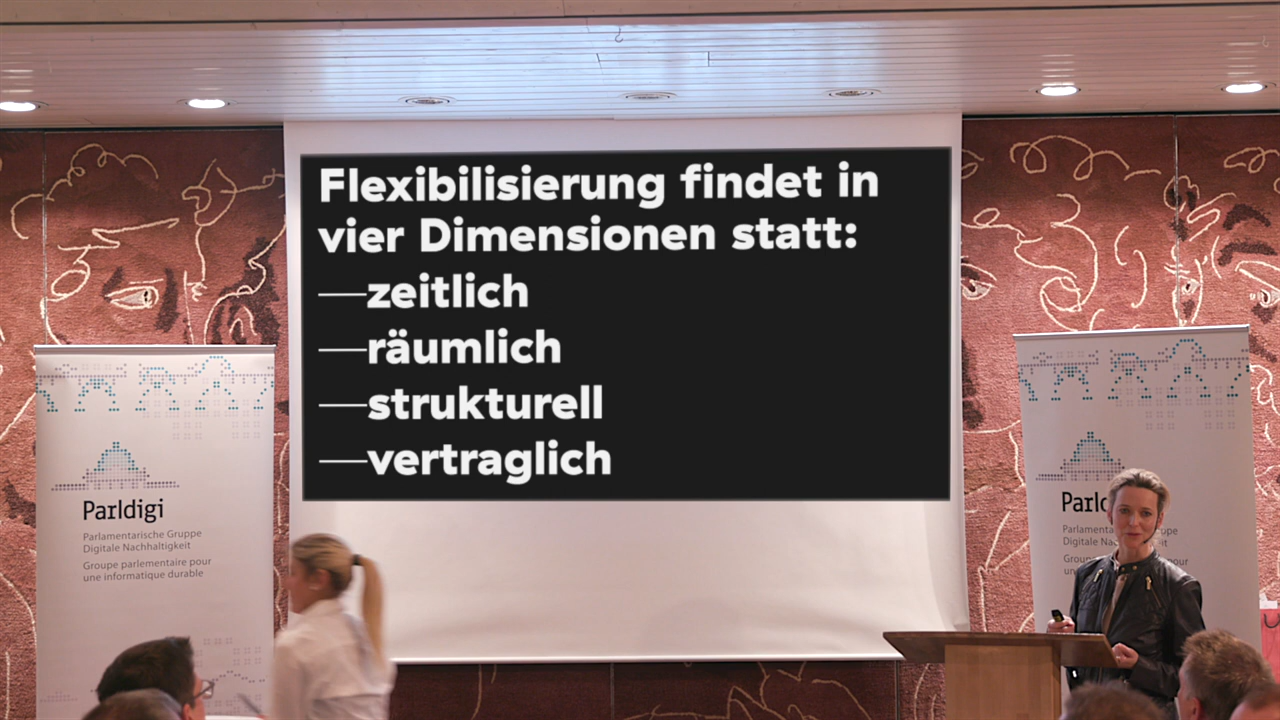 Flexibilisierung findet in
vier Dimensionen statt:
—zeitlich
—räumlich
—strukturell
—vertraglich
Parldigi
Parlamentarische Gruppe
Digitale Nachhaltigkeit
Groupe parlementaire pour
une informatique durable